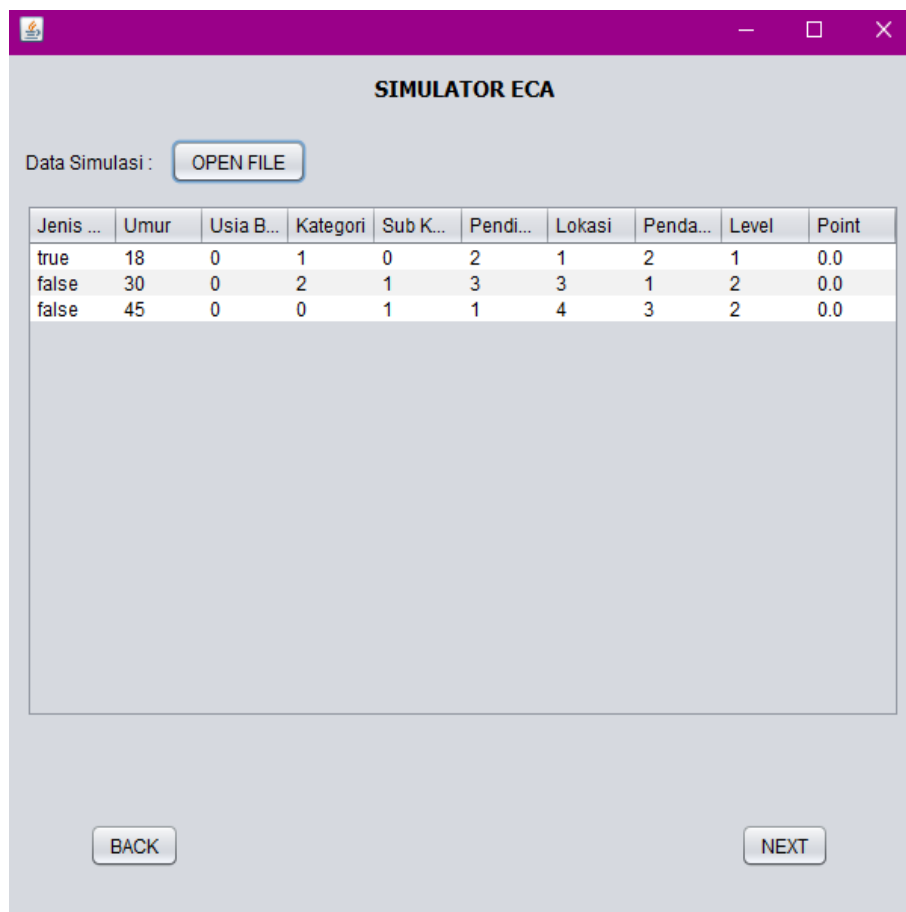 SIMULATOR ECA
Data Simulasi : OPEN FILE
Jenis ... Umur Usia B... Kategori Sub K... Pendi... Lokasi Penda... Level Point
true 18 0 1 0 2 1 2 1 0.0
false 30 0 2 1 3 3 1 2 0.0
false 45 0 0 1 1 4 3 2 0.0
BACK NEXT